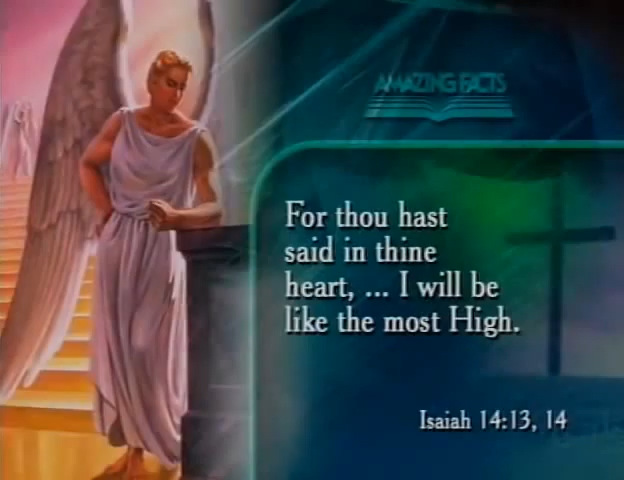 AMAZING FACTS
For thou hast
said in thine
heart, ... I will be
like the most High.
Isaiah 14:13, 14